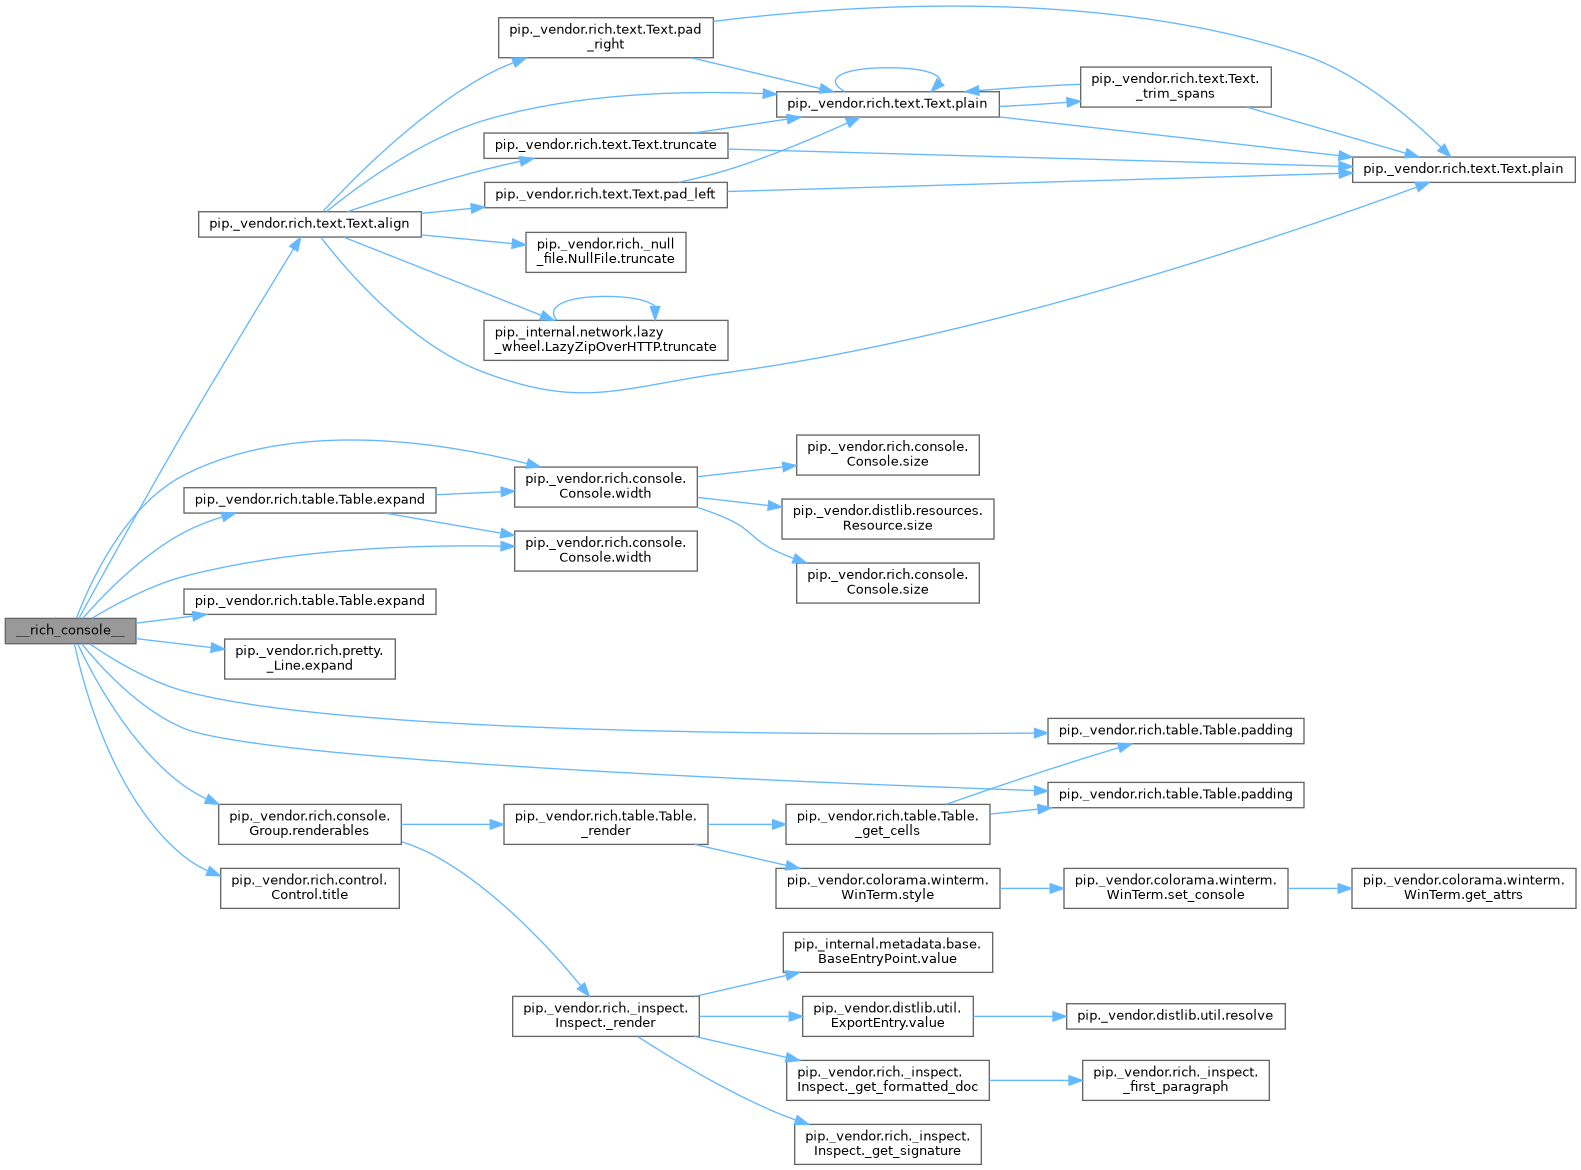 pip._vendor.rich.text.Text.pad
_right
pip._vendor.rich.text.Text.
_trim_spans
pip._vendor.rich.text.Text.plain
pip._vendor.rich.text.Text.truncate
pip._vendor.rich.text.Text.plain
pip._vendor.rich.text.Text.pad_left
pip._vendor.rich.text.Text.align
pip._vendor.rich._null
_file.NullFile.truncate
pip._internal.network.lazy
_wheel.LazyZipOverHTTP.truncate
pip._vendor.rich.console.
Console.size
pip._vendor.rich.console.
Console.width
pip._vendor.rich.table.Table.expand
pip._vendor.distlib.resources.
Resource.size
pip._vendor.rich.console.
Console.width
pip._vendor.rich.console.
Console.size
pip._vendor.rich.table.Table.expand
__rich_console__
pip._vendor.rich.pretty.
_Line.expand
pip._vendor.rich.table.Table.padding
pip._vendor.rich.table.Table.padding
pip._vendor.rich.console.
Group.renderables
pip._vendor.rich.table.Table.
_render
pip._vendor.rich.table.Table.
_get_cells
pip._vendor.rich.control.
Control.title
pip._vendor.colorama.winterm.
WinTerm.style
pip._vendor.colorama.winterm.
WinTerm.set_console
pip._vendor.colorama.winterm.
WinTerm.get_attrs
pip._internal.metadata.base.
BaseEntryPoint.value
pip._vendor.rich._inspect.
Inspect._render
pip._vendor.distlib.util.
ExportEntry.value
pip._vendor.distlib.util.resolve
pip._vendor.rich._inspect.
Inspect._get_formatted_doc
pip._vendor.rich._inspect.
_first_paragraph
pip._vendor.rich._inspect.
Inspect._get_signature